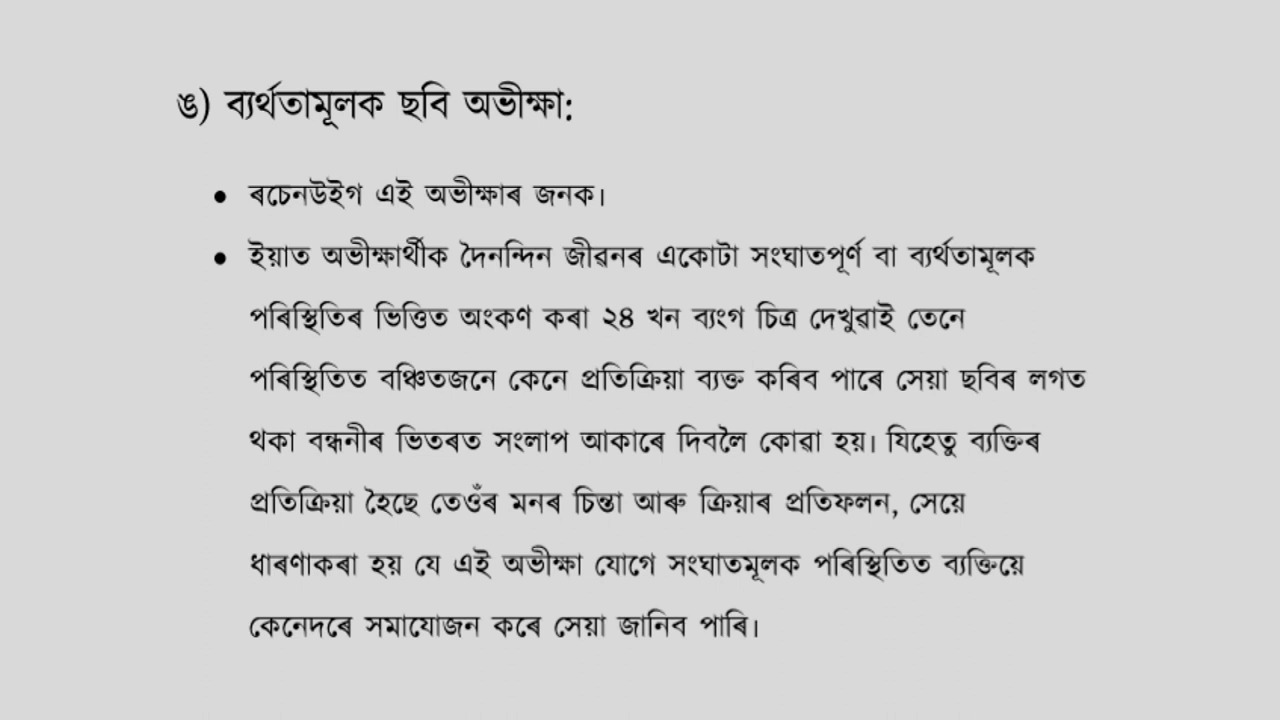 ঙ) ব্যৰ্থতামূলক ছবি অভীক্ষা:
• ৰচেনউইগ এই অভীক্ষাৰ জনক।
• ইয়াত অভীক্ষাৰ্থীক দৈনন্দিন জীৱনৰ একোটা সংঘাতপূৰ্ণ বা ব্যৰ্থতামূলক
পৰিস্থিতিৰ ভিত্তিত অংকণ কৰা ২৪ খন ব্যংগ চিত্ৰ দেখুৱাই তেনে
পৰিস্থিতিত বঞ্চিতজনে কেনে প্ৰতিক্ৰিয়া ব্যক্ত কৰিব পাৰে সেয়া ছবিৰ লগত
থকা বন্ধনীৰ ভিতৰত সংলাপ আকাৰে দিবলৈ কোৱা হয়। যিহেতু ব্যক্তিৰ
প্ৰতিক্ৰিয়া হৈছে তেওঁৰ মনৰ চিন্তা আৰু ক্ৰিয়াৰ প্ৰতিফলন, সেয়ে
ধাৰণাকৰা হয় যে এই অভীক্ষা যোগে সংঘাতমূলক পৰিস্থিতিত ব্যক্তিয়ে
কেনেদৰে সমাযোজন কৰে সেয়া জানিব পাৰি।